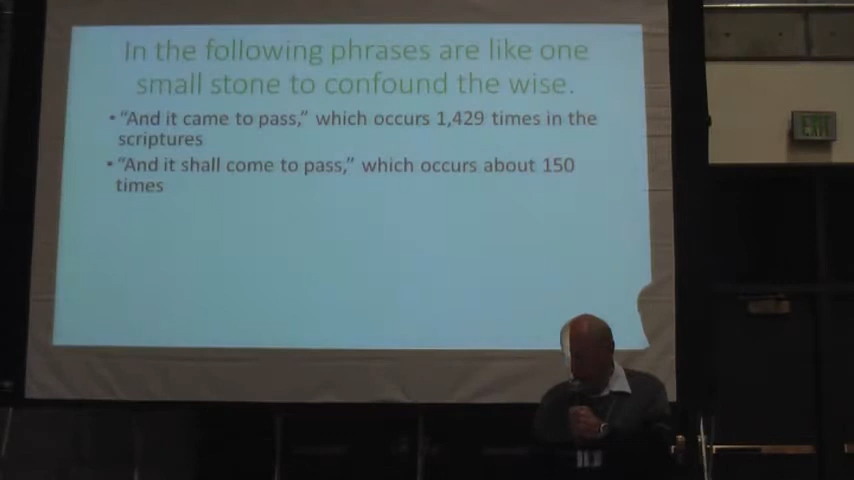 In the following phrases are like one
small stone to confound the wise.
• “And it came to pass,” which occurs 1,429 times in the
scriptures
• “And it shall come to pass,” which occurs about 150
times
EXIT